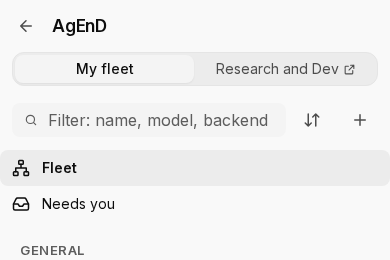 AgEnD
My fleet
Research and Dev
Filter: name, model, backend
Fleet
Needs you
GENERAL